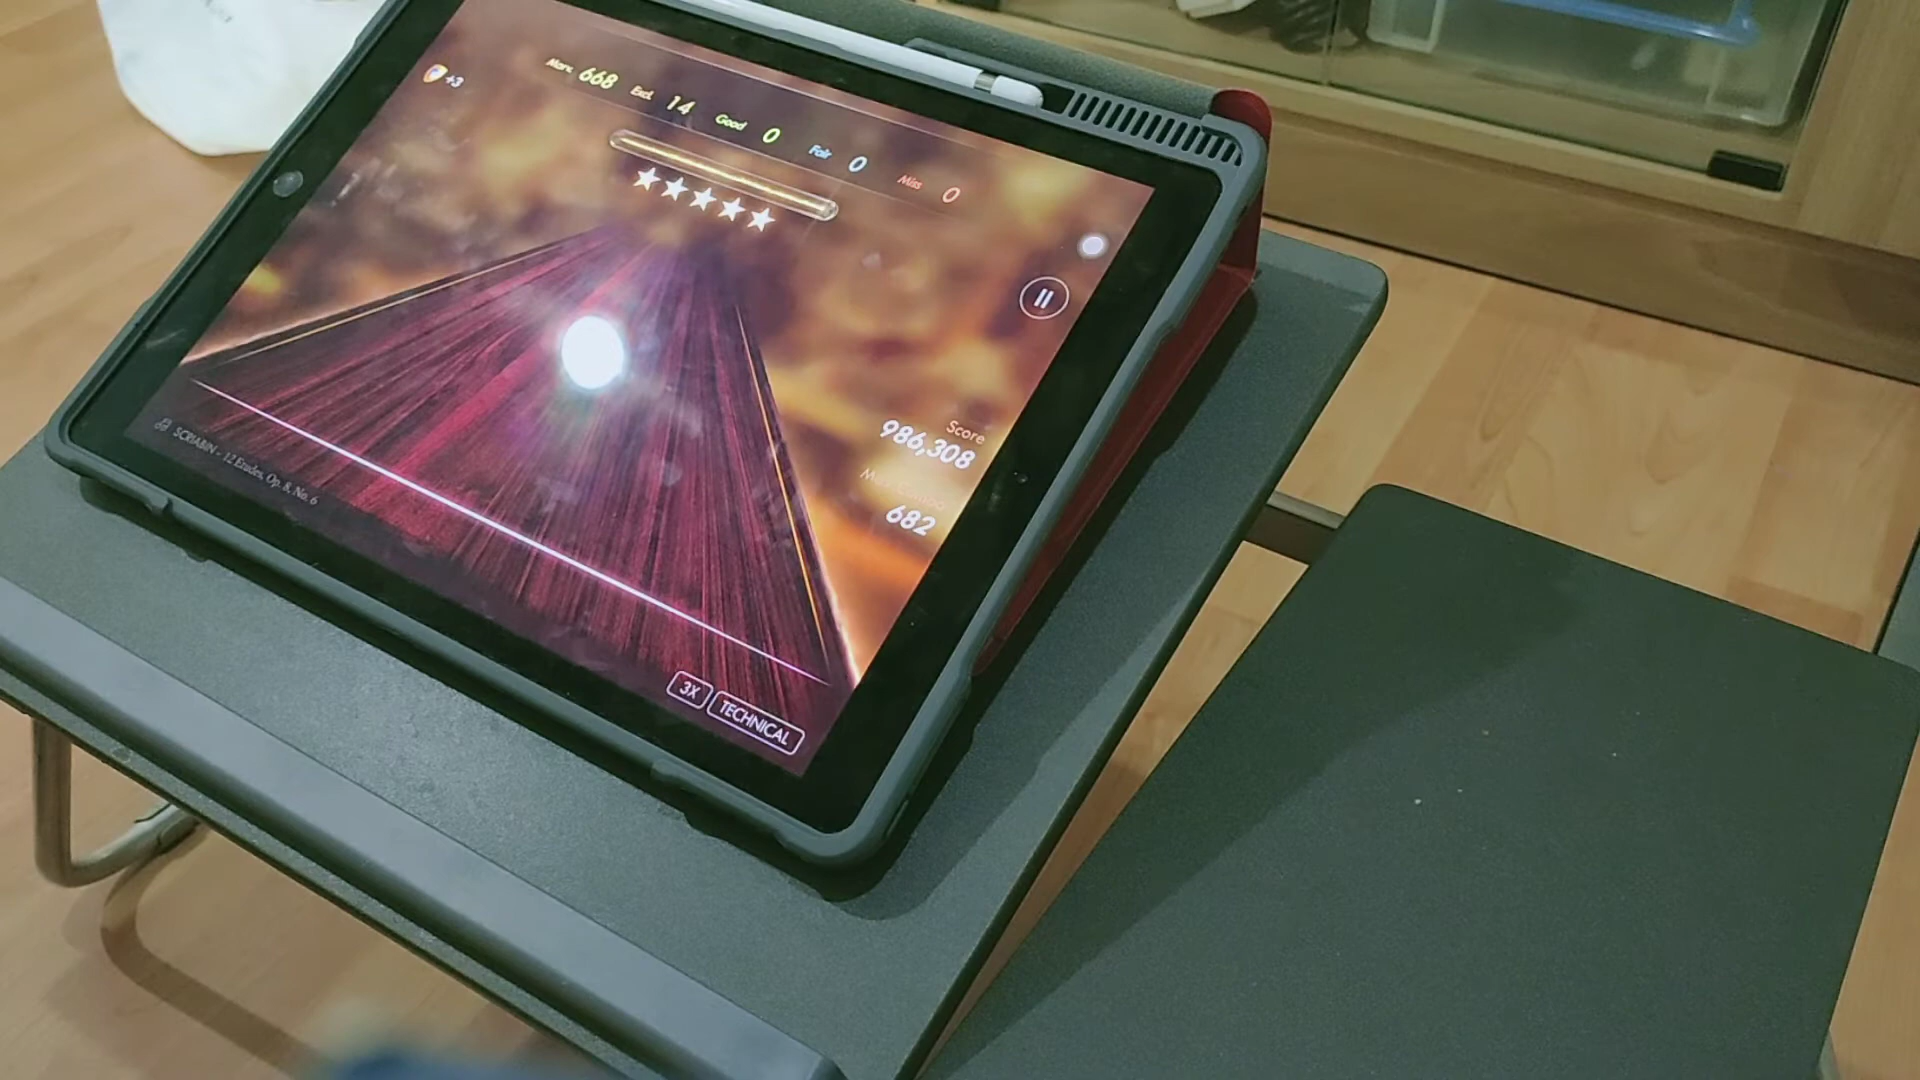 +3
Marv. 668 Excl. 14 Good 0 Fair 0 Miss 0
Score
986,308
682
SCRIABIN - 12 Etudes, Op. 8, No. 6
3X TECHNICAL